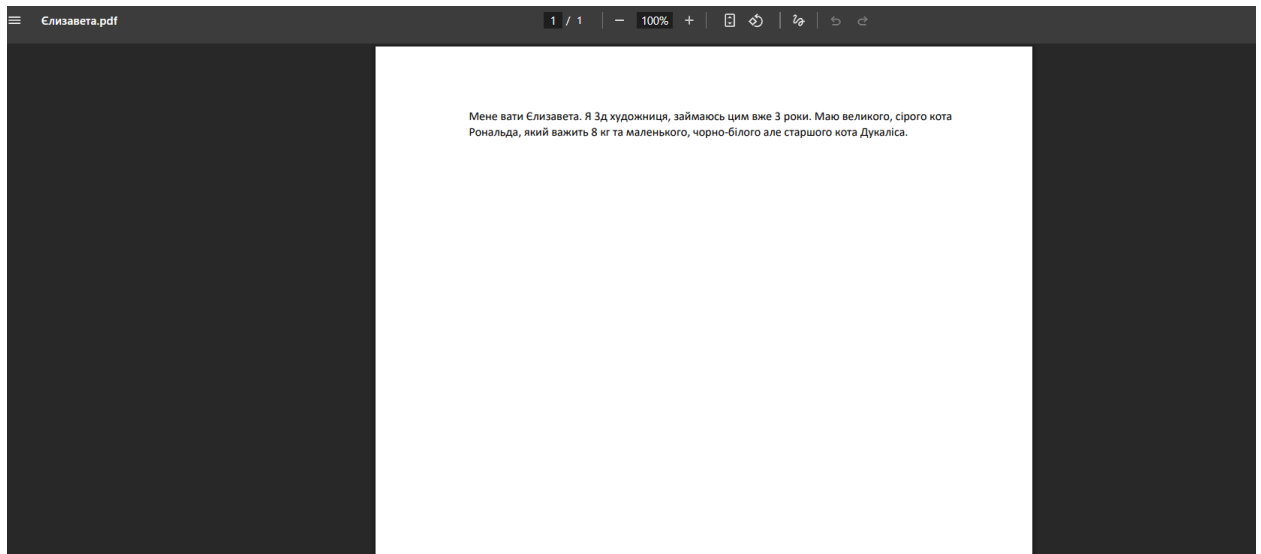 Єлизавета.pdf
1 / 1
100%
Мене вати Єлизавета. Я 3д художниця, займаюсь цим вже 3 роки. Маю великого, сірого кота
Рональда, який важить 8 кг та маленького, чорно-білого але старшого кота Дукаліса.